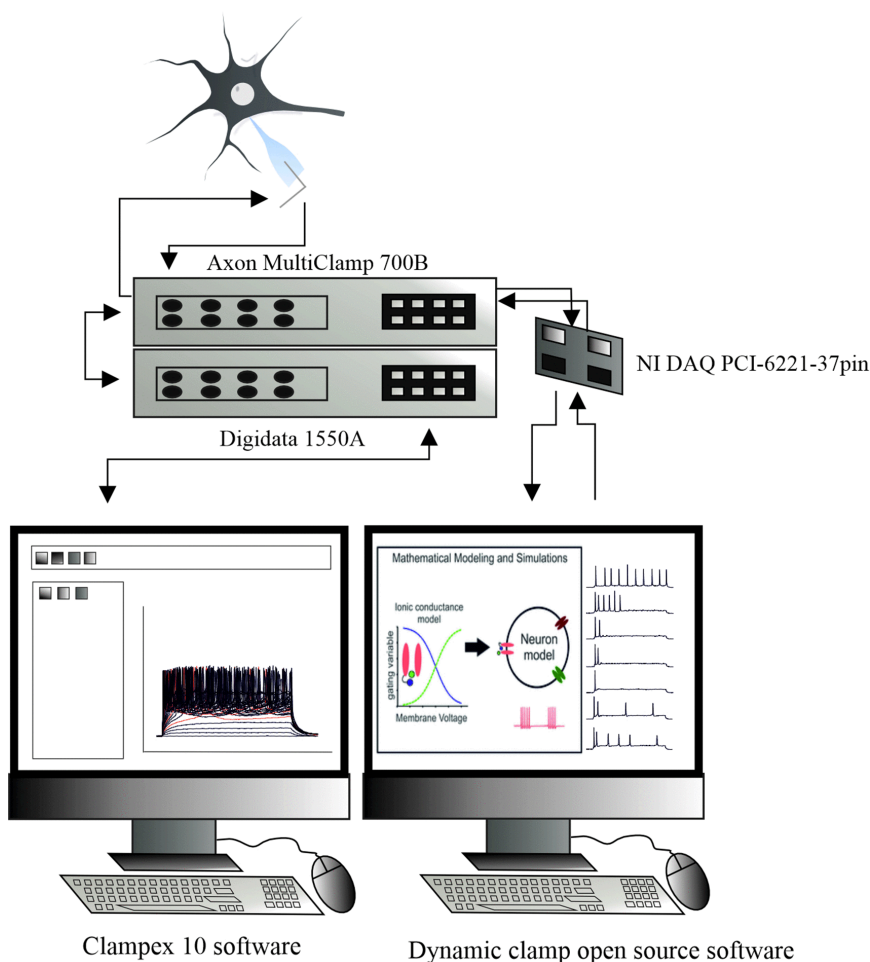 Axon MultiClamp 700B
NI DAQ PCI-6221-37pin
Digidata 1550A
Mathematical Modeling and Simulations
Ionic conductance
model
gating variable
Membrane Voltage
Neuron
model
Clampex 10 software
Dynamic clamp open source software